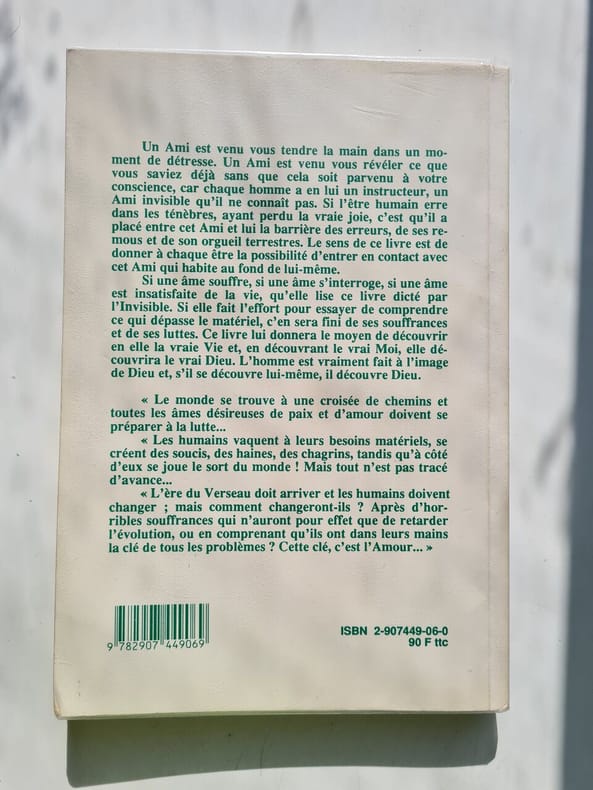 Un Ami est venu vous tendre la main dans un mo-
ment de détresse. Un Ami est venu vous révéler ce que
vous saviez déjà sans que cela soit parvenu à votre
conscience, car chaque homme a en lui un instructeur, un
Ami invisible qu'il ne connaît pas. Si l'être humain erre
dans les ténèbres, ayant perdu la vraie joie, c'est qu'il a
placé entre cet Ami et lui la barrière des erreurs, de ses re-
mous et de son orgueil terrestres. Le sens de ce livre est de
donner à chaque être la possibilité d'entrer en contact avec
cet Ami qui habite au fond de lui-même.
Si une âme souffre, si une âme s'interroge, si une âme
est insatisfaite de la vie, qu'elle lise ce livre dicté par
l'Invisible. Si elle fait l'effort pour essayer de comprendre
ce qui dépasse le matériel, c'en sera fini de ses souffrances
et de ses luttes. Ce livre lui donnera le moyen de découvrir
en elle la vraie Vie et, en découvrant le vrai Moi, elle dé-
couvrira le vrai Dieu. L'homme est vraiment fait à l'image
de Dieu et, s'il se découvre lui-même, il découvre Dieu.
« Le monde se trouve à une croisée de chemins et
toutes les âmes désireuses de paix et d'amour doivent se
préparer à la lutte...
« Les humains vaquent à leurs besoins matériels, se
créent des soucis, des haines, des chagrins, tandis qu'à côté
d'eux se joue le sort du monde ! Mais tout n'est pas tracé
d'avance...
« L'ère du Verseau doit arriver et les humains doivent
changer ; mais comment changeront-ils ? Après d'hor-
ribles souffrances qui n'auront pour effet que de retarder
l'évolution, ou en comprenant qu'ils ont dans leurs mains
la clé de tous les problèmes ? Cette clé, c'est l'Amour... »
ISBN 2-907449-06-0
90 F ttc
9 782907 449069